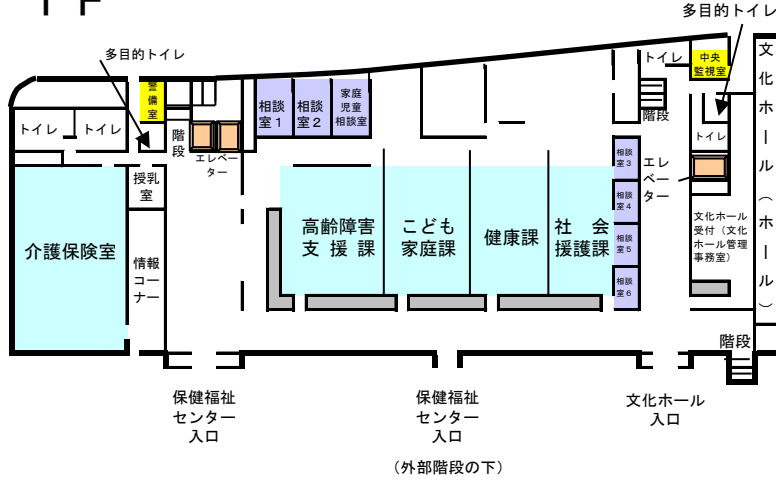 １Ｆ
多目的トイレ
多目的トイレ
トイレ
中央
監視室
文化ホール（ホール）
警備室
相談
室１
相談
室２
家庭
児童
相談室
階段
トイレ
トイレ
階段
トイレ
エレベー
ター
相談
室３
エレベーター
授乳
室
相談
室４
介護保険室
情報コーナー
高齢障害
支援課
こども
家庭課
健康課
社会
援護課
相談
室５
文化ホール
受付（文化
ホール管理
事務室）
相談
室６
階段
保健福祉
センター
入口
保健福祉
センター
入口
文化ホール
入口
（外部階段の下）